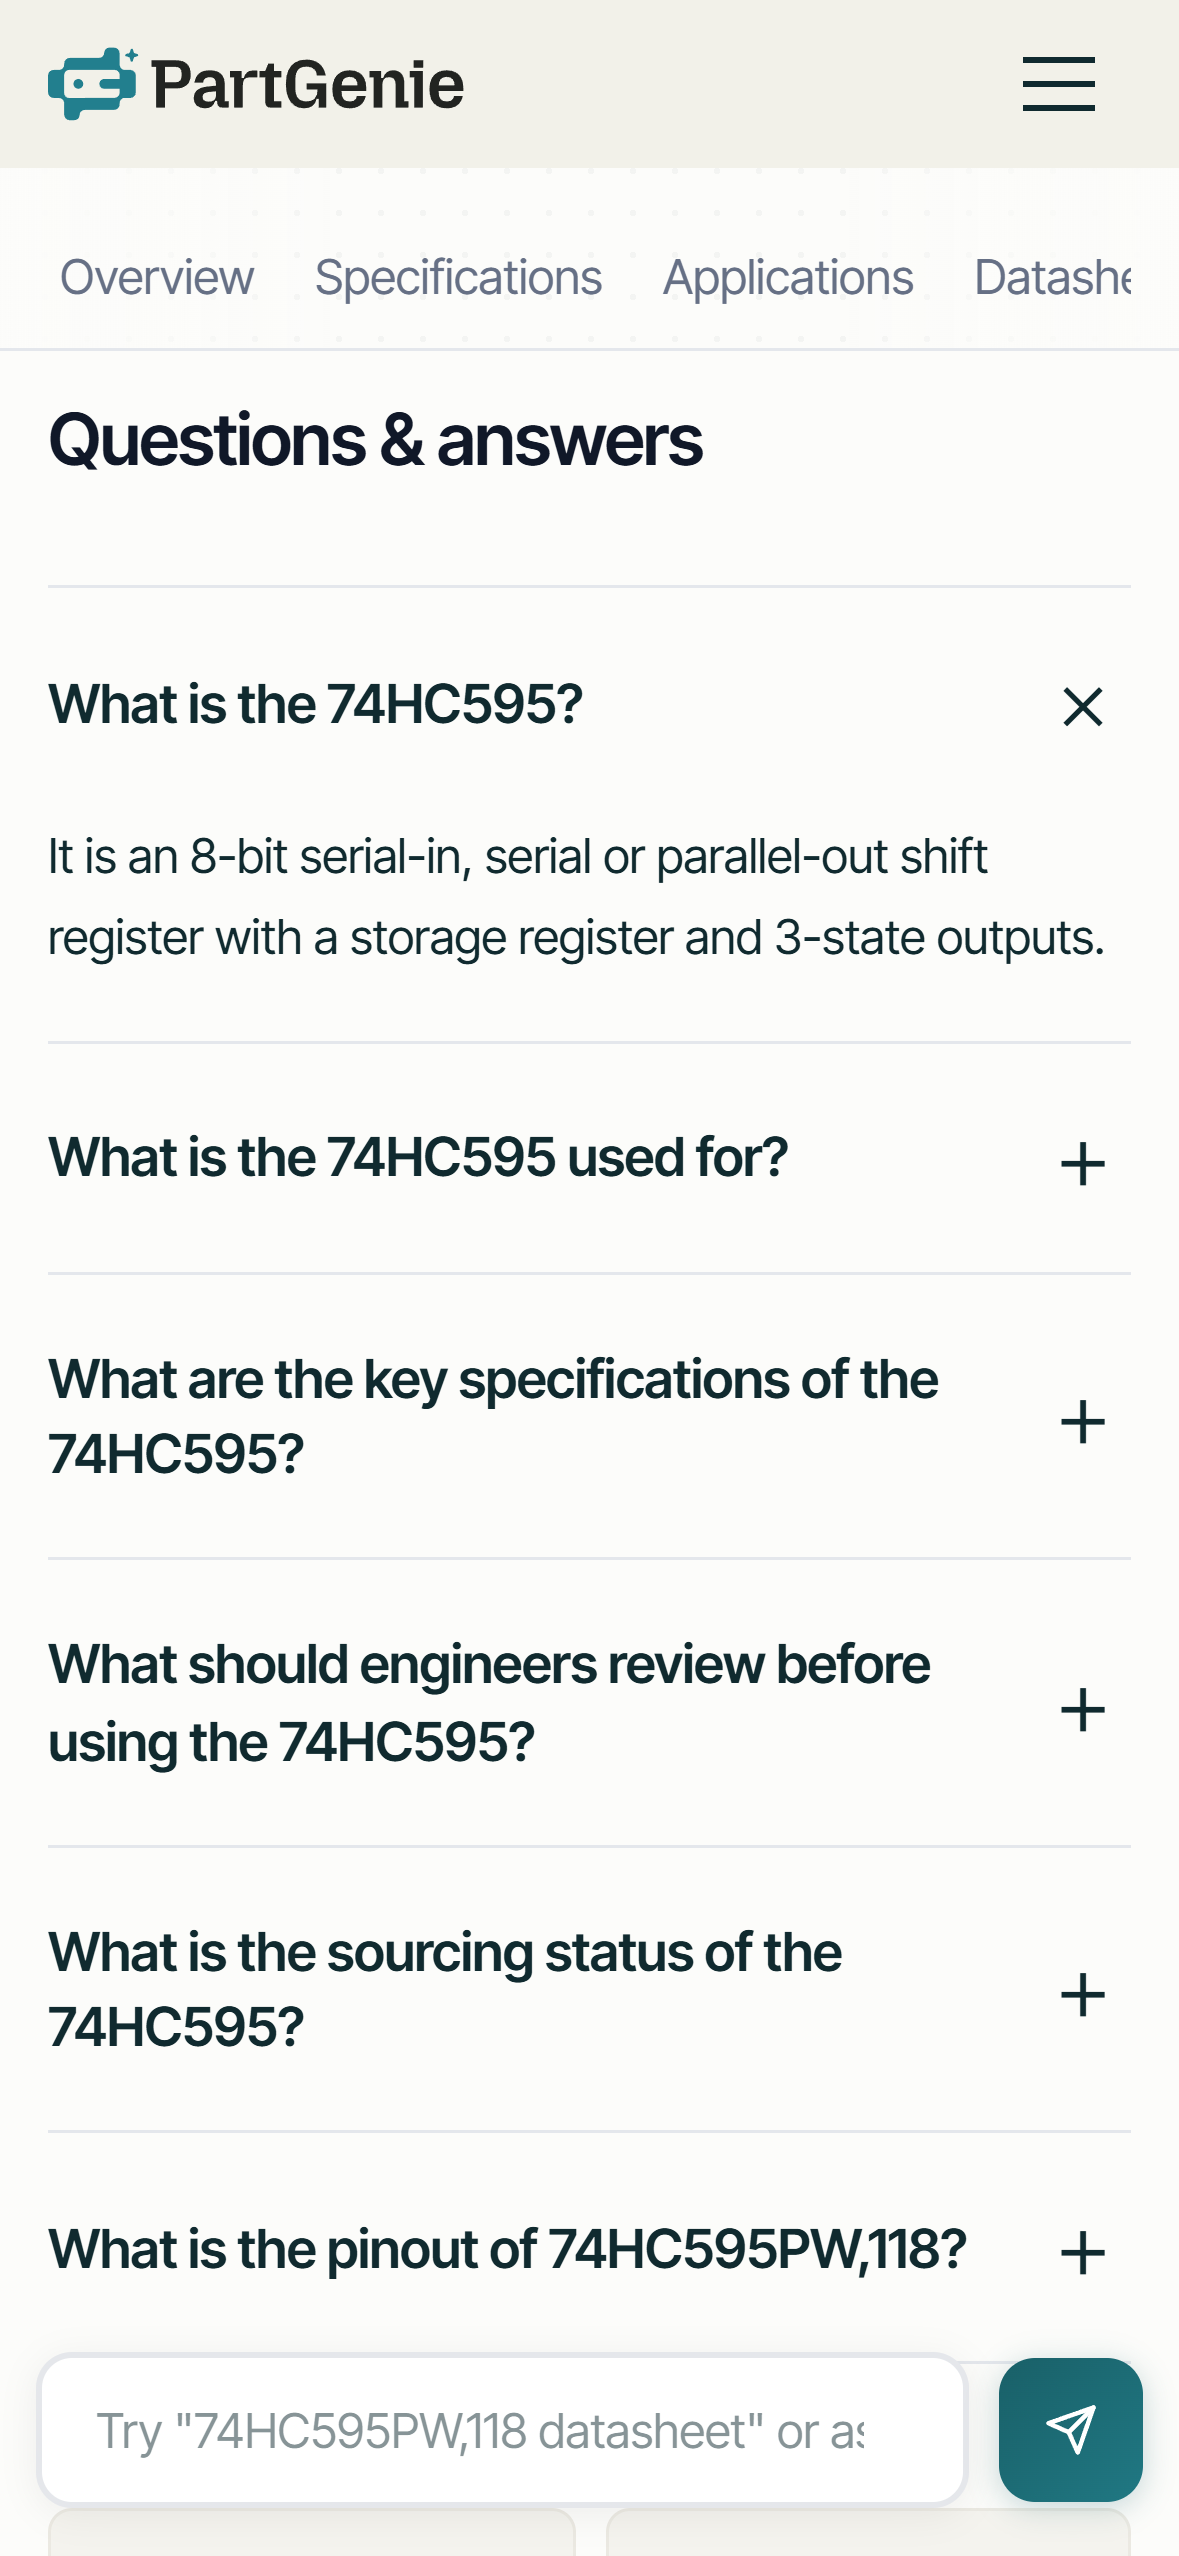 PartGenie
Overview Specifications Applications Datashe
Questions & answers
What is the 74HC595?
It is an 8-bit serial-in, serial or parallel-out shift
register with a storage register and 3-state outputs.
What is the 74HC595 used for?
What are the key specifications of the
74HC595?
What should engineers review before
using the 74HC595?
What is the sourcing status of the
74HC595?
What is the pinout of 74HC595PW,118?
Try "74HC595PW,118 datasheet" or as